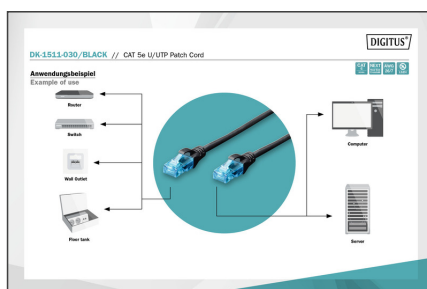 DIGITUS®
DK-1511-030/BLACK // CAT 5e U/UTP Patch Cord
Anwendungsbeispiel
Example of use
Router
Switch
Wall Outlet
Floor tank
Computer
Server